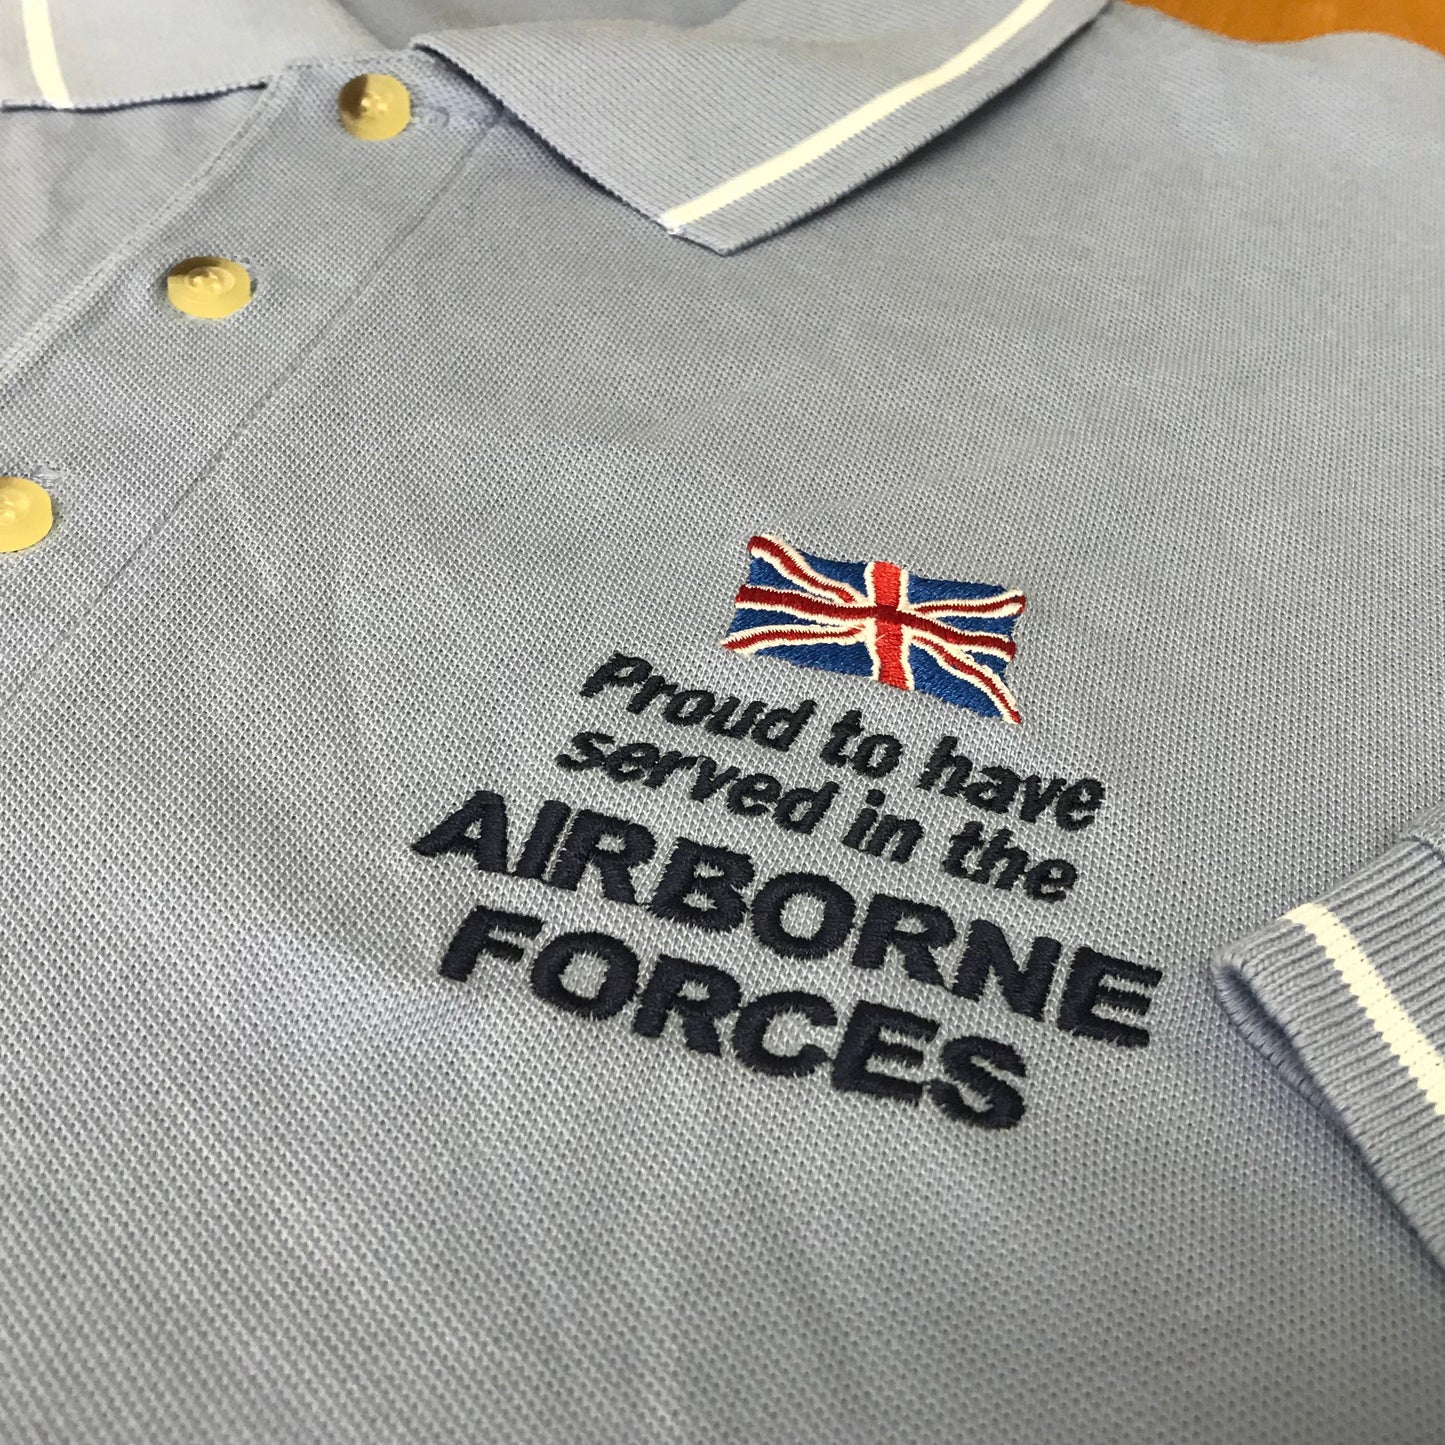 Proud to have
served in the
AIRBORNE
FORCES